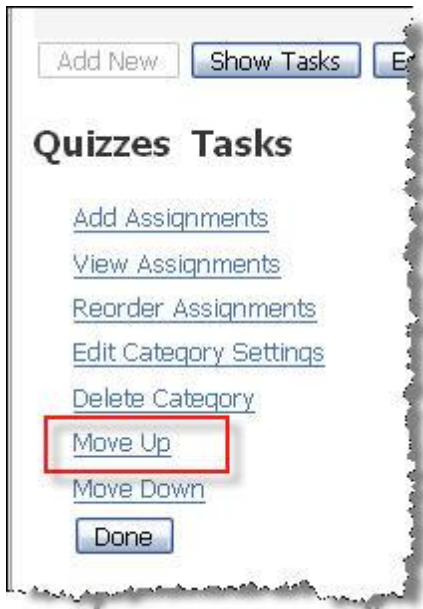 Add New Show Tasks
Quizzes Tasks
Add Assignments
View Assignments
Reorder Assignments
Edit Category Settings
Delete Category
Move Up
Move Down
Done